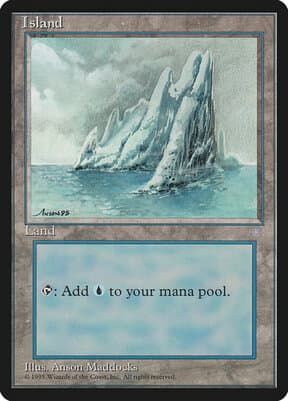 Island
Anson 95
Land
: Add to your mana pool.
Illus. Anson Maddocks
© 1995 Wizards of the Coast, Inc. All rights reserved.